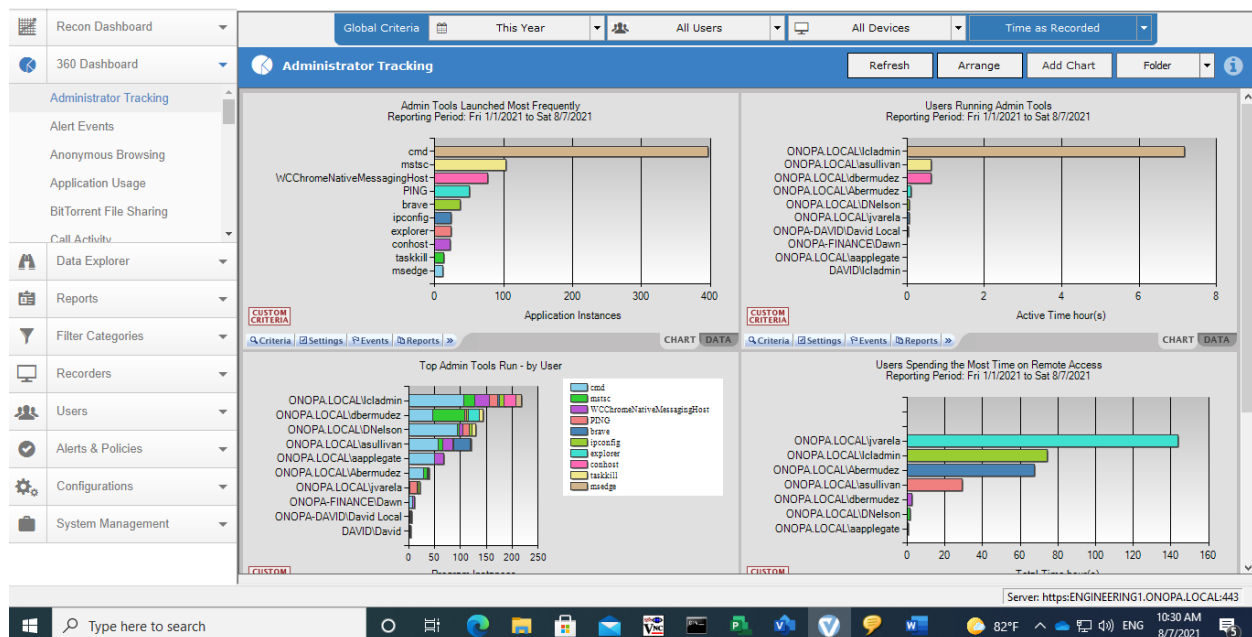 Recon Dashboard
Global Criteria This Year All Users All Devices Time as Recorded
360 Dashboard
Administrator Tracking
Refresh Arrange Add Chart Folder
Administrator Tracking
Alert Events
Anonymous Browsing
Application Usage
BitTorrent File Sharing
Call Activity
Data Explorer
Reports
Filter Categories
Recorders
Users
Alerts & Policies
Configurations
System Management
Admin Tools Launched Most Frequently
Reporting Period: Fri 1/1/2021 to Sat 8/7/2021
cmd
mstsc
WCChromeNativeMessagingHost
PING
brave
ipconfig
explorer
conhost
taskkill
msedge
0 100 200 300 400
Application Instances
CUSTOM
CRITERIA
Criteria Settings Events Reports » CHART DATA
Users Running Admin Tools
Reporting Period: Fri 1/1/2021 to Sat 8/7/2021
ONOPA.LOCAL\lcladmin
ONOPA.LOCAL\asullivan
ONOPA.LOCAL\dbermudez
ONOPA.LOCAL\Abermudez
ONOPA.LOCAL\DNelson
ONOPA.LOCAL\jvarela
ONOPA-DAVID\David Local
ONOPA-FINANCE\Dawn
ONOPA.LOCAL\aapplegate
DAVID\lcladmin
0 2 4 6 8
Active Time hour(s)
CUSTOM
CRITERIA
Criteria Settings Events Reports » CHART DATA
Top Admin Tools Run - by User
ONOPA.LOCAL\lcladmin
ONOPA.LOCAL\dbermudez
ONOPA.LOCAL\DNelson
ONOPA.LOCAL\asullivan
ONOPA.LOCAL\aapplegate
ONOPA.LOCAL\Abermudez
ONOPA.LOCAL\jvarela
ONOPA-FINANCE\Dawn
ONOPA-DAVID\David Local
DAVID\David
0 50 100 150 200 250
Program Instances
CUSTOM
cmd
mstsc
WCChromeNativeMessagingHost
PING
brave
ipconfig
explorer
conhost
taskkill
msedge
Users Spending the Most Time on Remote Access
Reporting Period: Fri 1/1/2021 to Sat 8/7/2021
ONOPA.LOCAL\jvarela
ONOPA.LOCAL\lcladmin
ONOPA.LOCAL\Abermudez
ONOPA.LOCAL\asullivan
ONOPA.LOCAL\dbermudez
ONOPA.LOCAL\DNelson
ONOPA.LOCAL\aapplegate
0 20 40 60 80 100 120 140 160
Total Time hour(s)
CUSTOM
Server: https:ENGINEERING1.ONOPA.LOCAL:443
Type here to search
82°F ENG 10:30 AM
8/7/2021
5